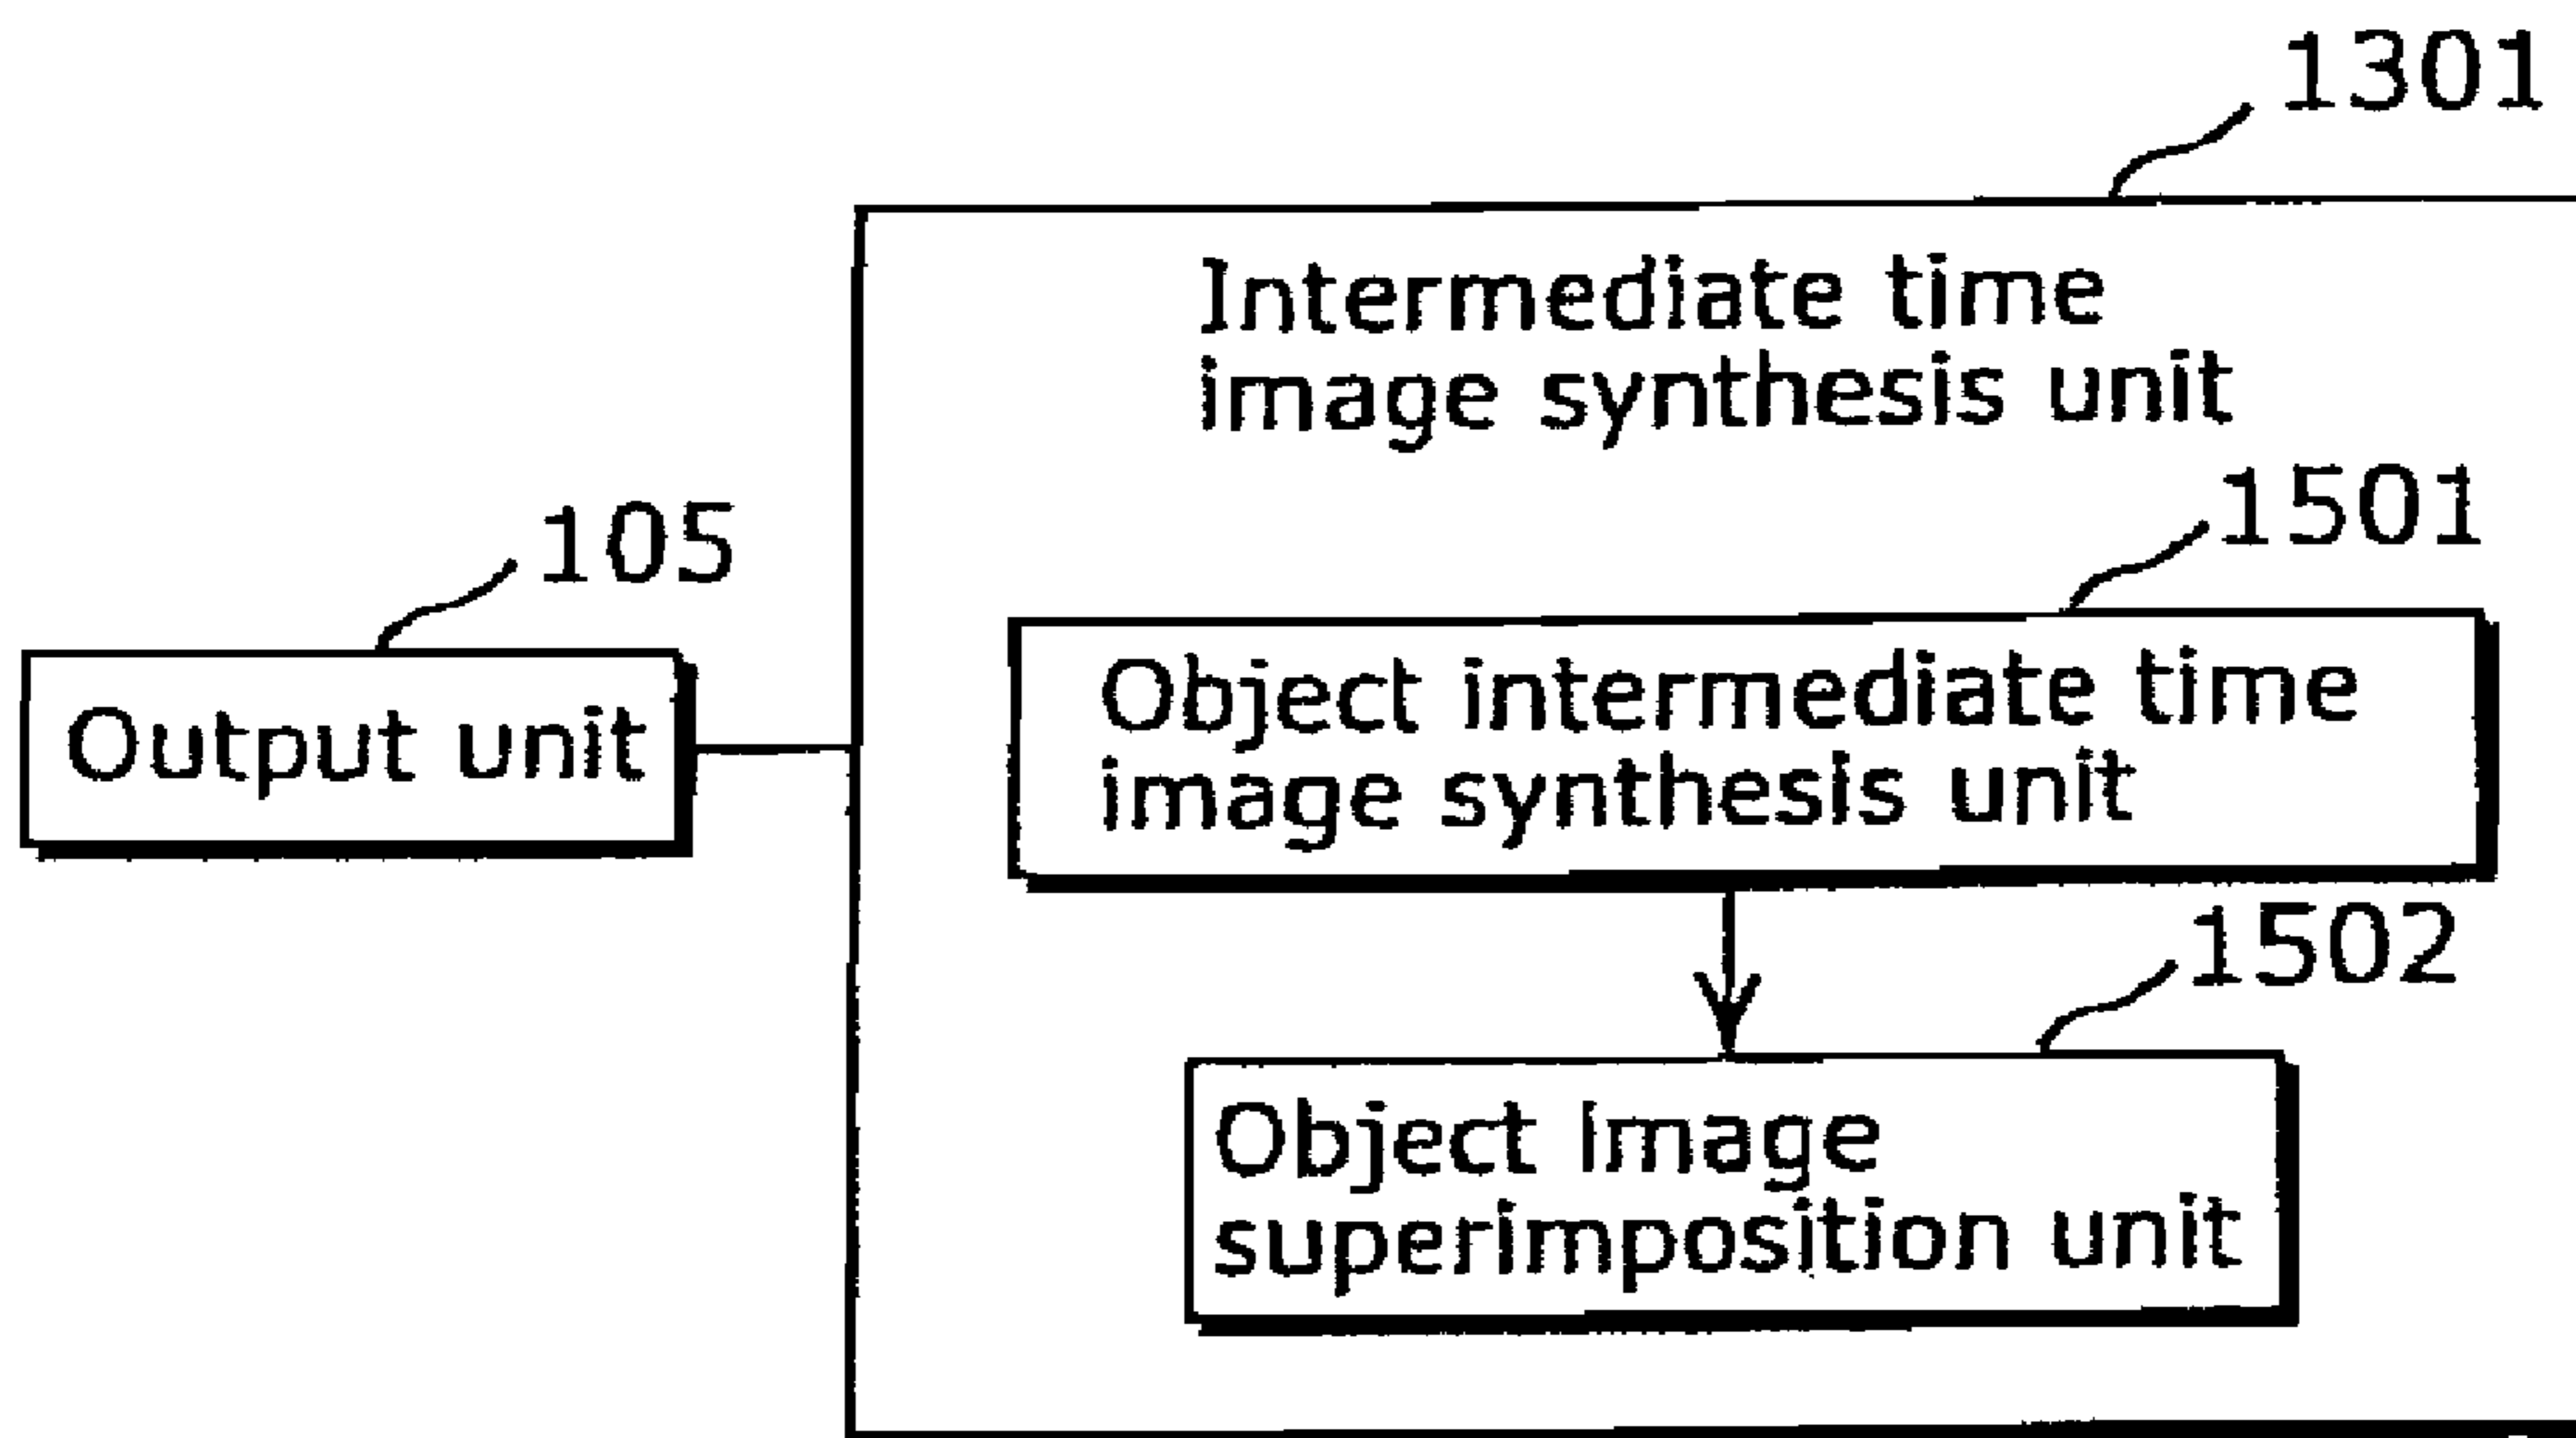 1301
Intermediate time
image synthesis unit
1501
105
Object intermediate time
image synthesis unit
Output unit
1502
Object image
superimposition unit